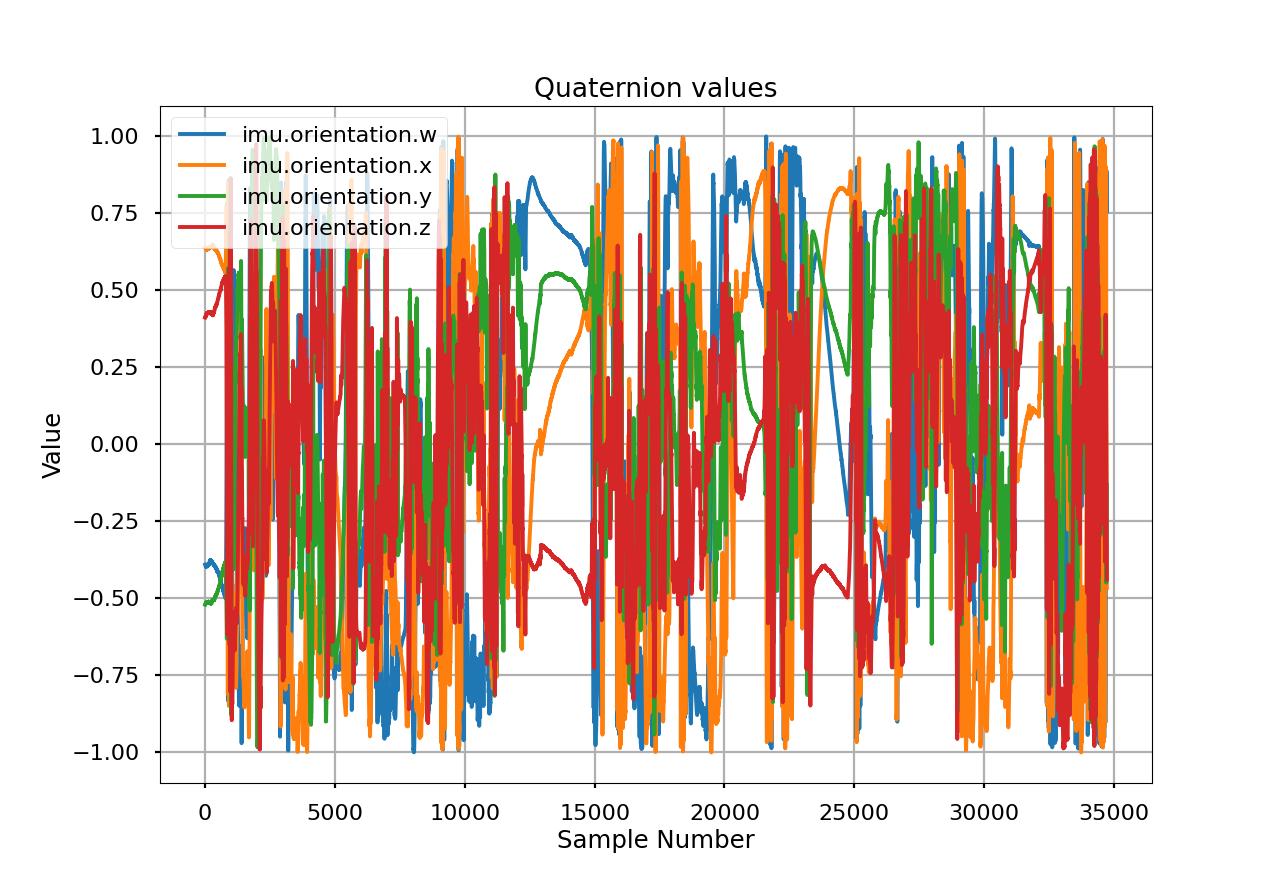 Quaternion values
imu.orientation.w
imu.orientation.x
imu.orientation.y
imu.orientation.z
1.00
0.75
0.50
0.25
0.00
−0.25
−0.50
−0.75
−1.00
Value
0 5000 10000 15000 20000 25000 30000 35000
Sample Number